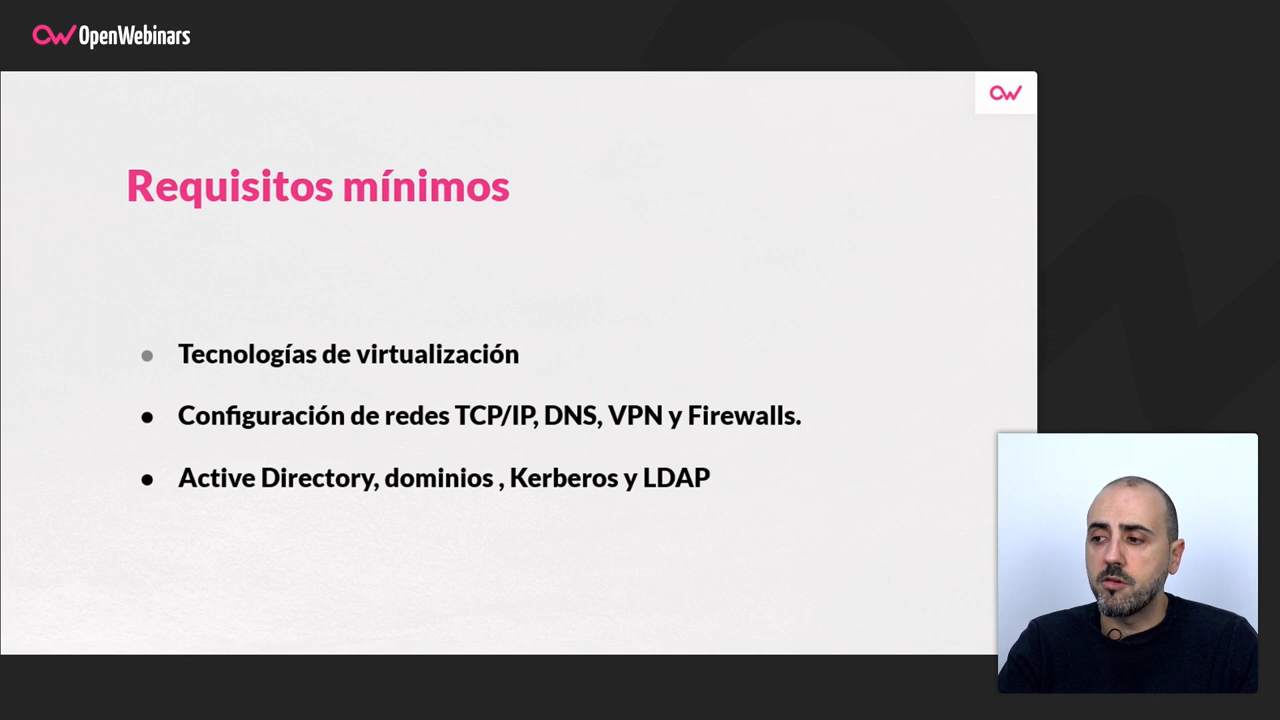 OpenWebinars
Requisitos mínimos
Tecnologías de virtualización
Configuración de redes TCP/IP, DNS, VPN y Firewalls.
Active Directory, dominios , Kerberos y LDAP